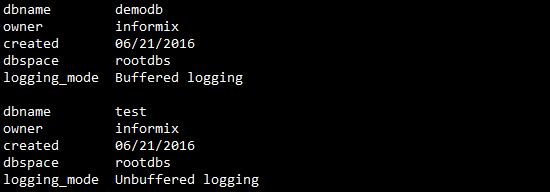 dbname        demodb
owner         informix
created       06/21/2016
dbspace       rootdbs
logging_mode  Buffered logging

dbname        test
owner         informix
created       06/21/2016
dbspace       rootdbs
logging_mode  Unbuffered logging